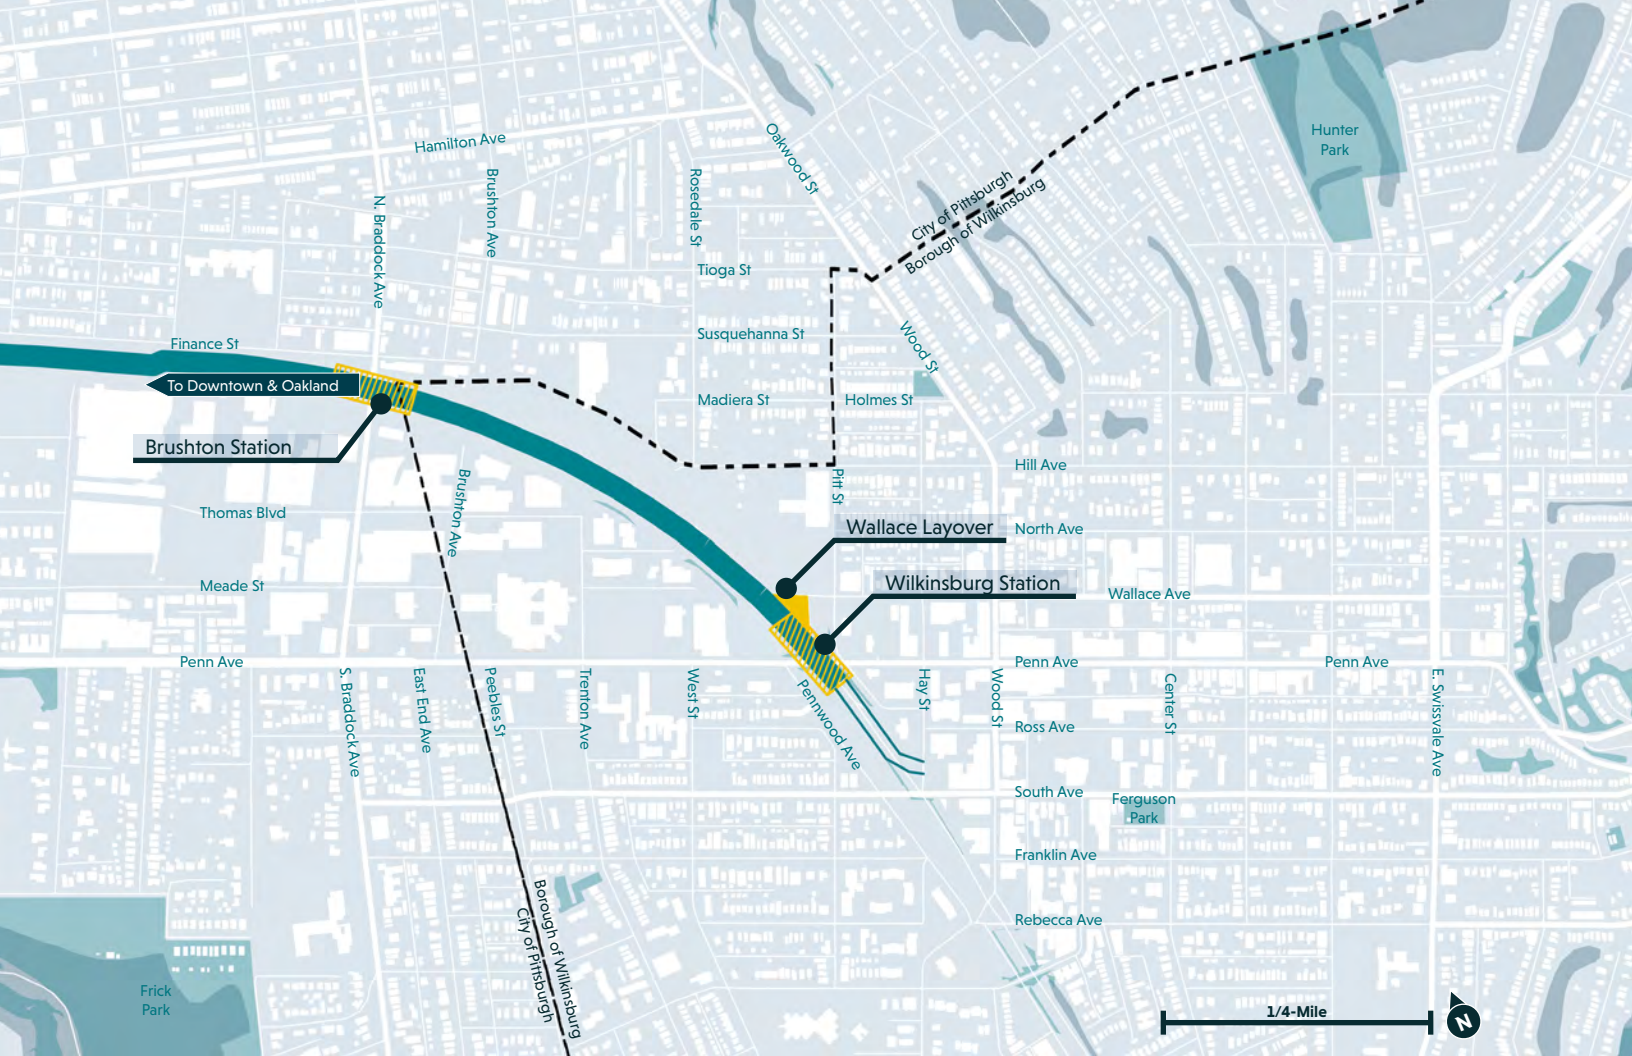 Hunter
Park
Hamilton Ave
Oakwood St
N. Braddock Ave
Brushton Ave
Rosedale St
City of Pittsburgh
Borough of Wilkinsburg
Tioga St
Finance St
Susquehanna St
Wood St
To Downtown & Oakland
Madiera St
Holmes St
Brushton Station
Hill Ave
Pitt St
Brushton Ave
Thomas Blvd
Wallace Layover
North Ave
Meade St
Wilkinsburg Station
Wallace Ave
Penn Ave
Penn Ave
Penn Ave
S. Braddock Ave
East End Ave
Peebles St
Trenton Ave
West St
Pennwood Ave
Hay St
Wood St
Center St
E. Swissvale Ave
Ross Ave
South Ave
Ferguson
Park
Franklin Ave
Rebecca Ave
Borough of Wilkinsburg
City of Pittsburgh
Frick
Park
1/4-Mile
N